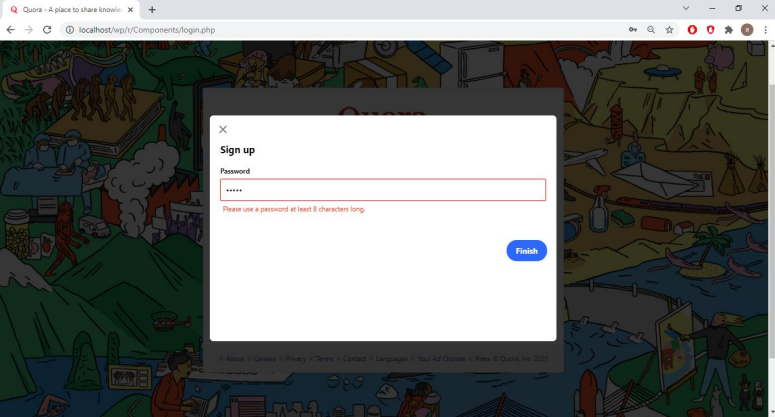 Quora - A place to share knowle
localhost/wp/r/Components/login.php
Quora
Sign up
Password
•••••
Please use a password at least 8 characters long.
Finish
About Careers Privacy Terms Contact Languages Your Ad Choices Press © Quora, Inc. 2021